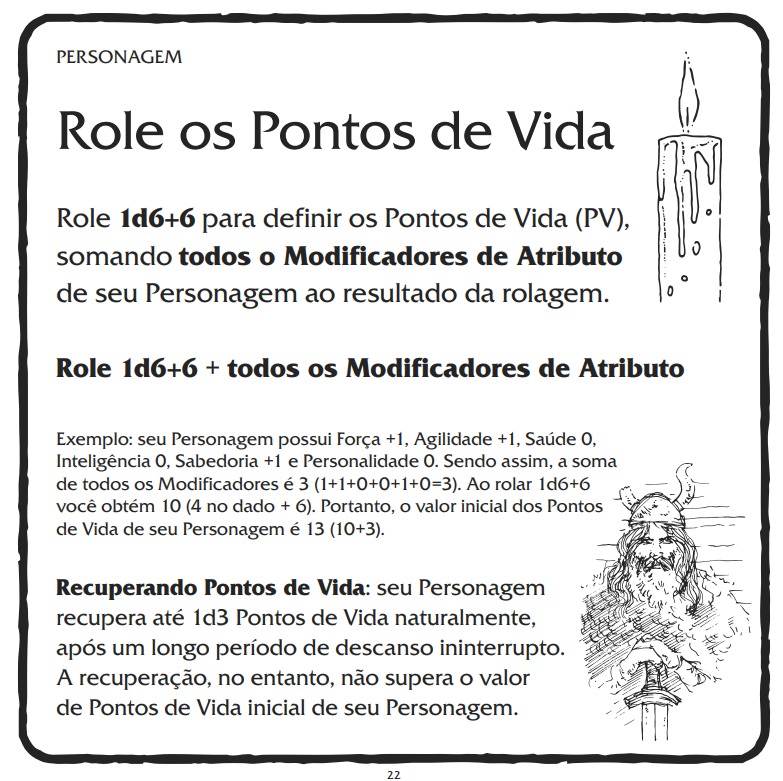 PERSONAGEM
Role os Pontos de Vida
Role 1d6+6 para definir os Pontos de Vida (PV),
somando todos o Modificadores de Atributo
de seu Personagem ao resultado da rolagem.
Role 1d6+6 + todos os Modificadores de Atributo
Exemplo: seu Personagem possui Força +1, Agilidade +1, Saúde 0,
Inteligência 0, Sabedoria +1 e Personalidade 0. Sendo assim, a soma
de todos os Modificadores é 3 (1+1+0+0+1+0=3). Ao rolar 1d6+6
você obtém 10 (4 no dado + 6). Portanto, o valor inicial dos Pontos
de Vida de seu Personagem é 13 (10+3).
Recuperando Pontos de Vida: seu Personagem
recupera até 1d3 Pontos de Vida naturalmente,
após um longo período de descanso ininterrupto.
A recuperação, no entanto, não supera o valor
de Pontos de Vida inicial de seu Personagem.
22